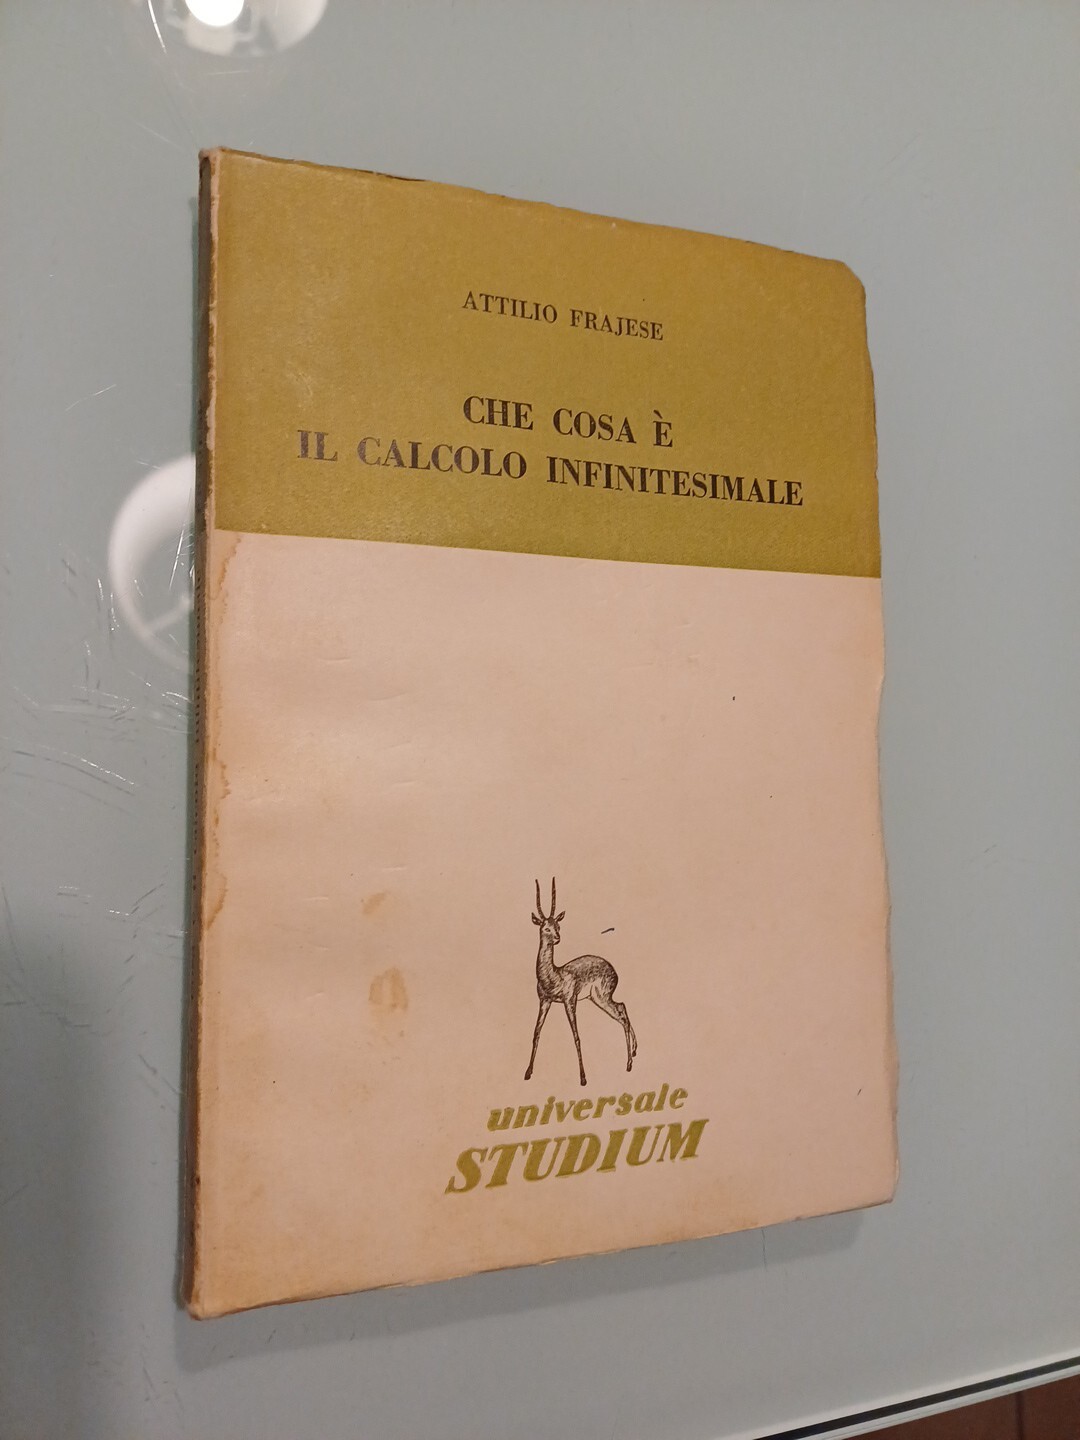 ATTILIO FRAJESE
CHE COSA È
IL CALCOLO INFINITESIMALE
universale
STUDIUM